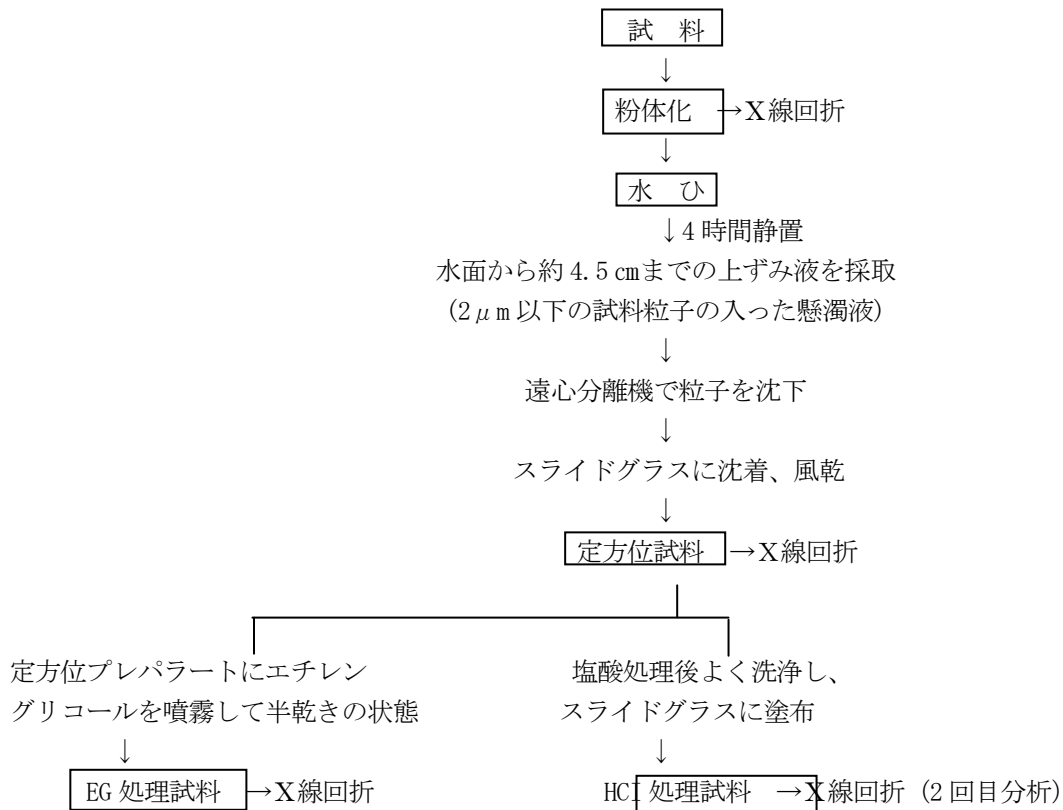 試 料
↓
粉体化 →X線回折
↓
水 ひ
↓4時間静置
水面から約4.5㎝までの上ずみ液を採取
(2μm以下の試料粒子の入った懸濁液)
↓
遠心分離機で粒子を沈下
↓
スライドグラスに沈着、風乾
↓
定方位試料 →X線回折
定方位プレパラートにエチレン
グリコールを噴霧して半乾きの状態
↓
EG処理試料 →X線回折
塩酸処理後よく洗浄し、
スライドグラスに塗布
↓
HCI処理試料 →X線回折 (2回目分析)